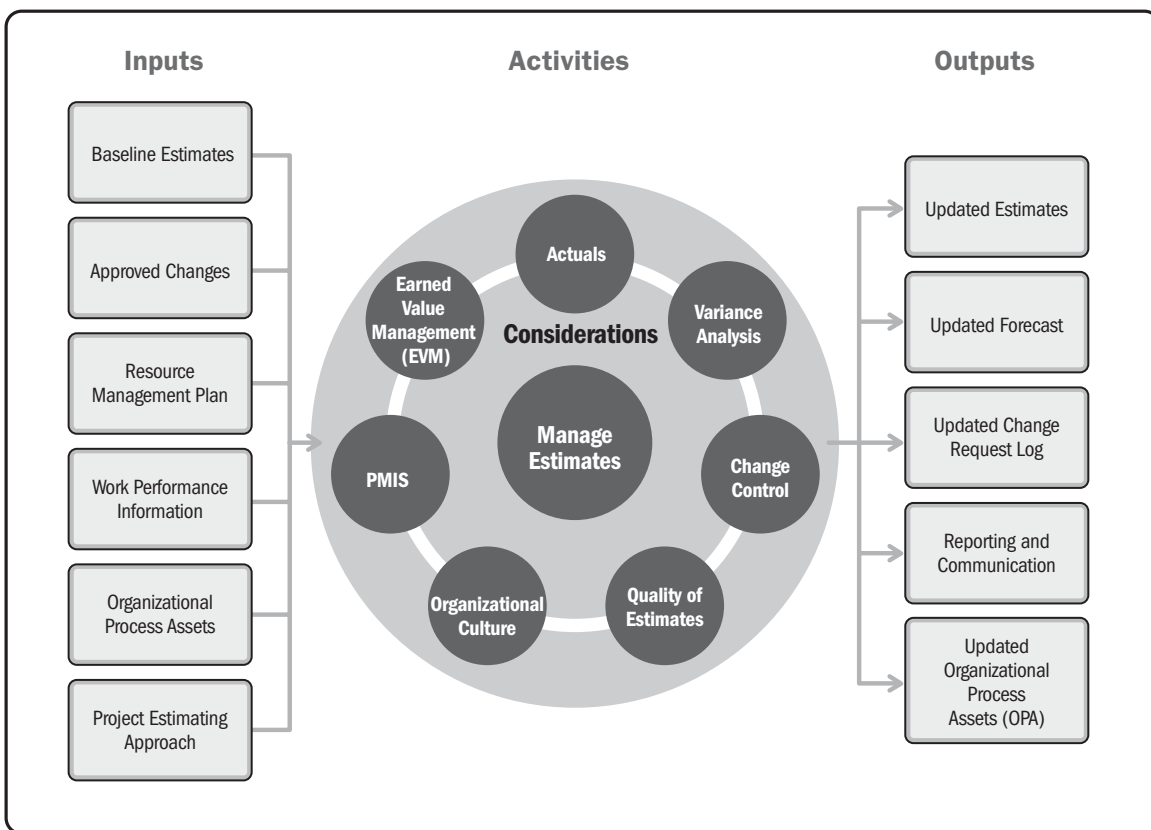 Inputs
Activities
Outputs
Baseline Estimates
Approved Changes
Resource
Management Plan
Work Performance
Information
Organizational
Process Assets
Project Estimating
Approach
Actuals
Earned
Value
Management
(EVM)
Variance
Analysis
Considerations
Manage
Estimates
PMIS
Change
Control
Organizational
Culture
Quality of
Estimates
Updated Estimates
Updated Forecast
Updated Change
Request Log
Reporting and
Communication
Updated
Organizational
Process
Assets (OPA)